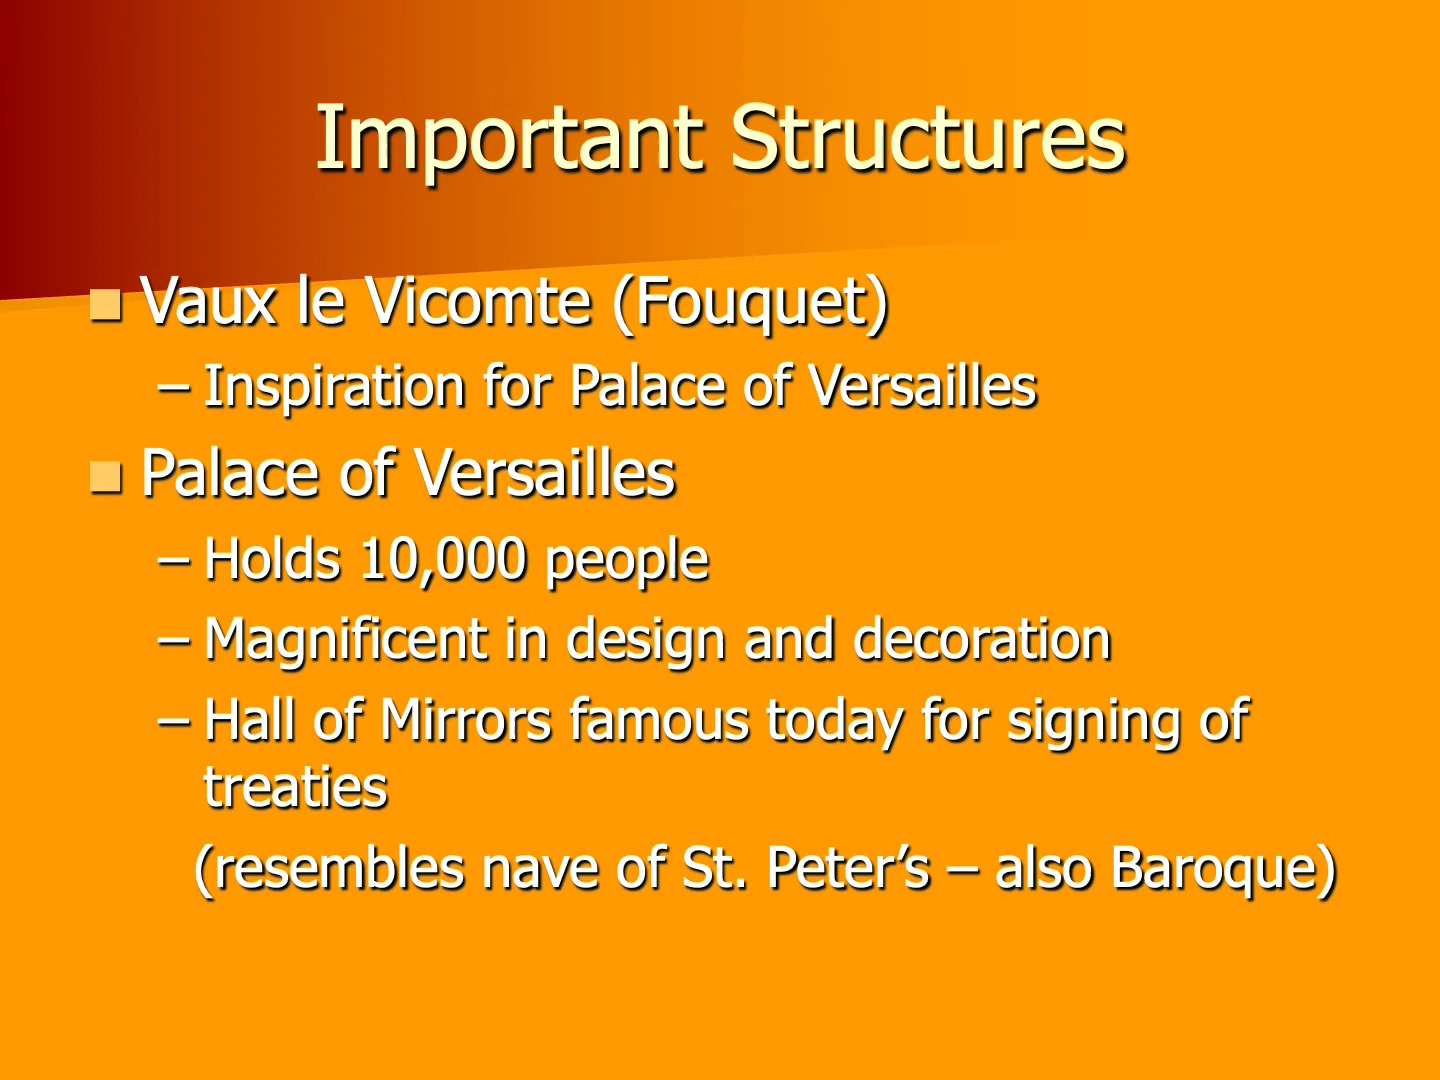 Important Structures
Vaux le Vicomte (Fouquet)
– Inspiration for Palace of Versailles
Palace of Versailles
– Holds 10,000 people
– Magnificent in design and decoration
– Hall of Mirrors famous today for signing of
treaties
(resembles nave of St. Peter’s – also Baroque)